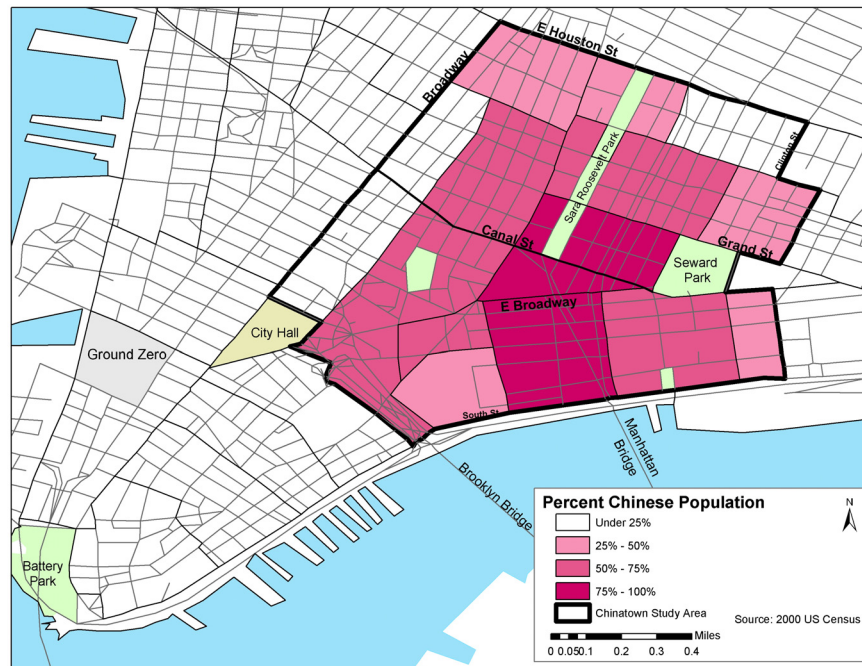 E Houston St
Broadway
Clinton St
Sara Roosevelt Park
Canal St
Grand St
Seward
Park
E Broadway
City Hall
Ground Zero
South St
Manhattan
Bridge
Brooklyn Bridge
Battery
Park
Percent Chinese Population
N
Under 25%
25% - 50%
50% - 75%
75% - 100%
Chinatown Study Area
Source: 2000 US Census
Miles
0 0.05 0.1 0.2 0.3 0.4